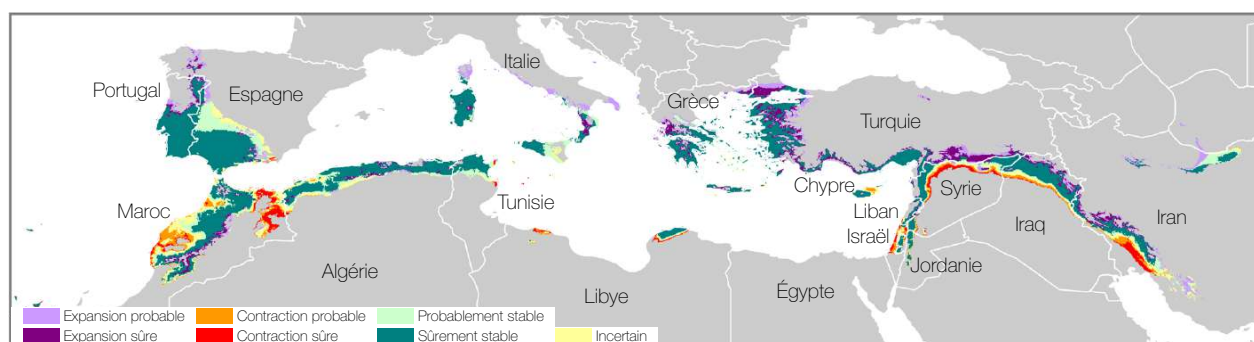 Italie
Portugal
Espagne
Grèce
Turquie
Maroc
Tunisie
Chypre
Syrie
Liban
Iraq
Iran
Israël
Algérie
Jordanie
Libye
Égypte
Expansion probable
Contraction probable
Probablement stable
Expansion sûre
Contraction sûre
Sûrement stable
Incertain